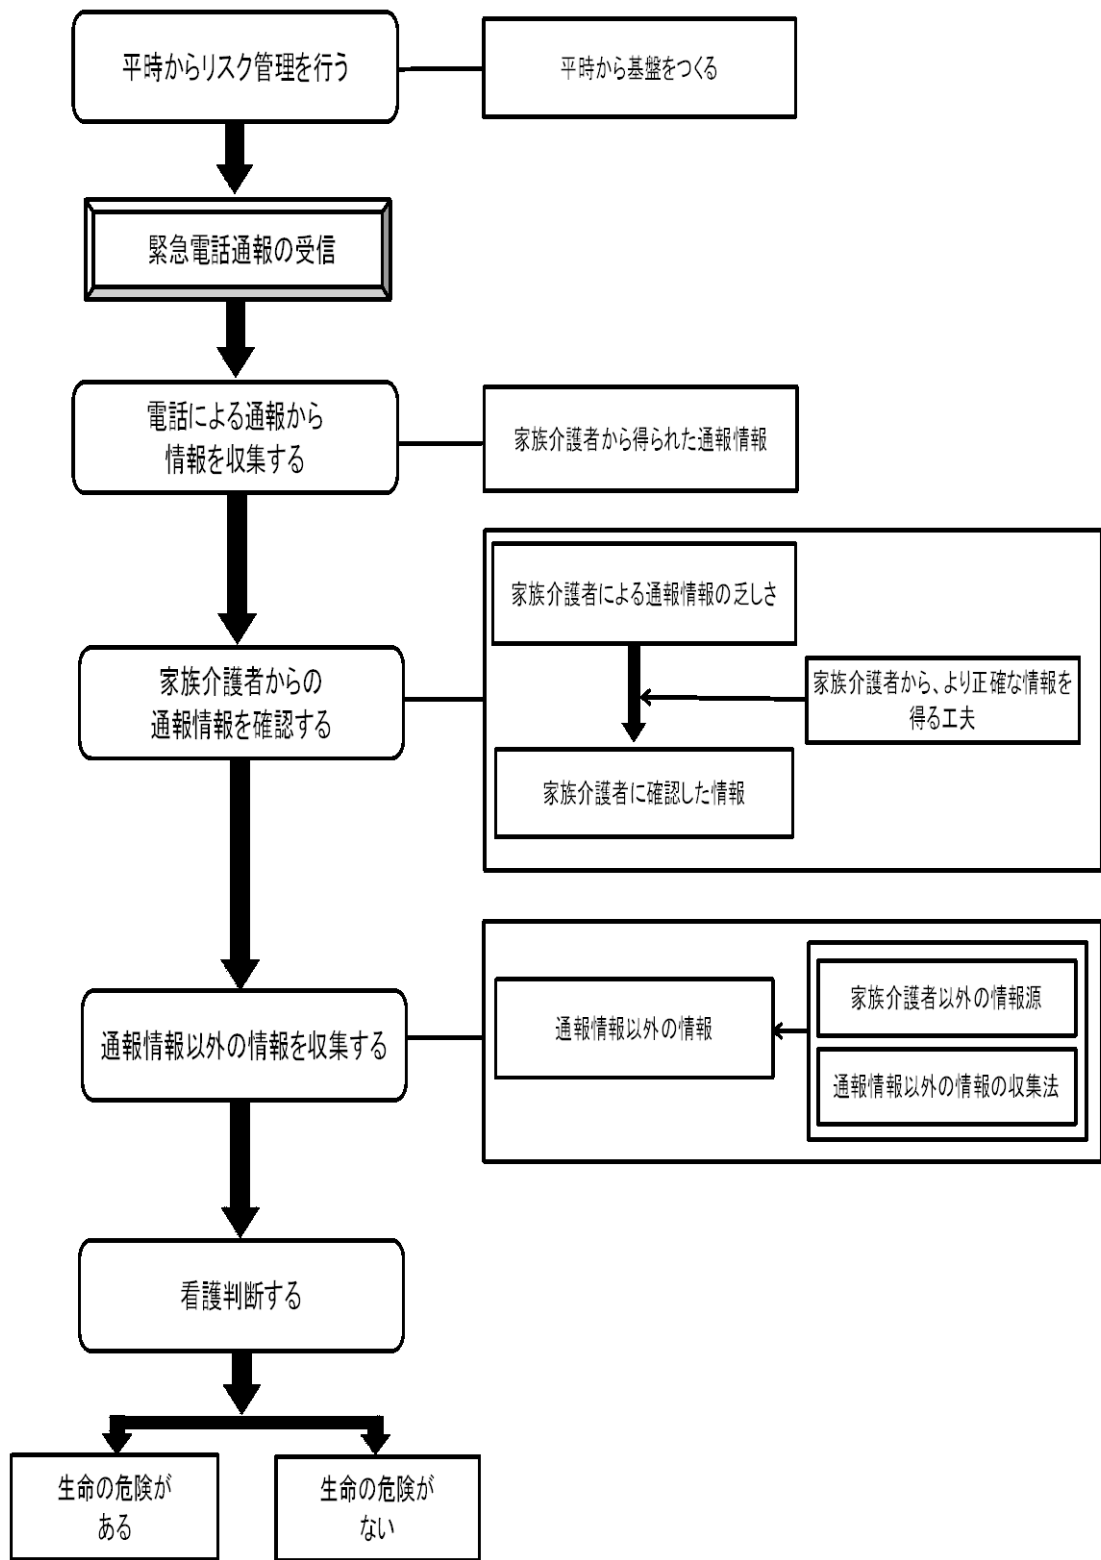 平時からリスク管理を行う
平時から基盤をつくる
緊急電話通報の受信
電話による通報から
情報を収集する
家族介護者から得られた通報情報
家族介護者からの
通報情報を確認する
家族介護者による通報情報の乏しさ
家族介護者から、より正確な情報を
得る工夫
家族介護者に確認した情報
通報情報以外の情報を収集する
通報情報以外の情報
家族介護者以外の情報源
通報情報以外の情報の収集法
看護判断する
生命の危険が
ある
生命の危険が
ない